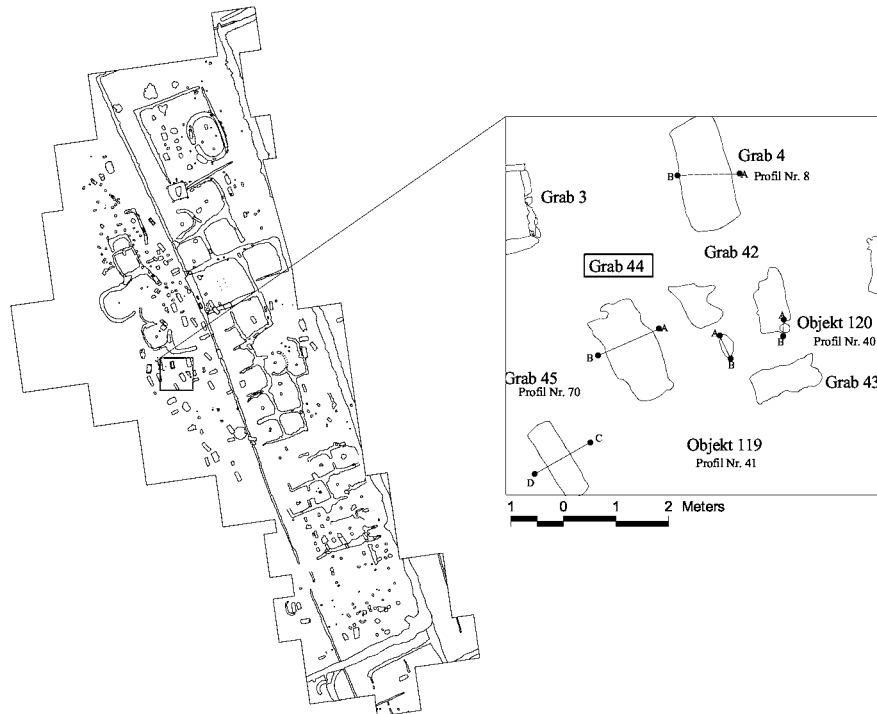 Grab 4
B
A
Profil Nr. 8
Grab 3
Grab 42
Grab 44
A
A
A
Objekt 120
B
Profil Nr. 40
B
B
Grab 45
Grab 43
Profil Nr. 70
C
Objekt 119
Profil Nr. 41
D
1 0 1 2 Meters